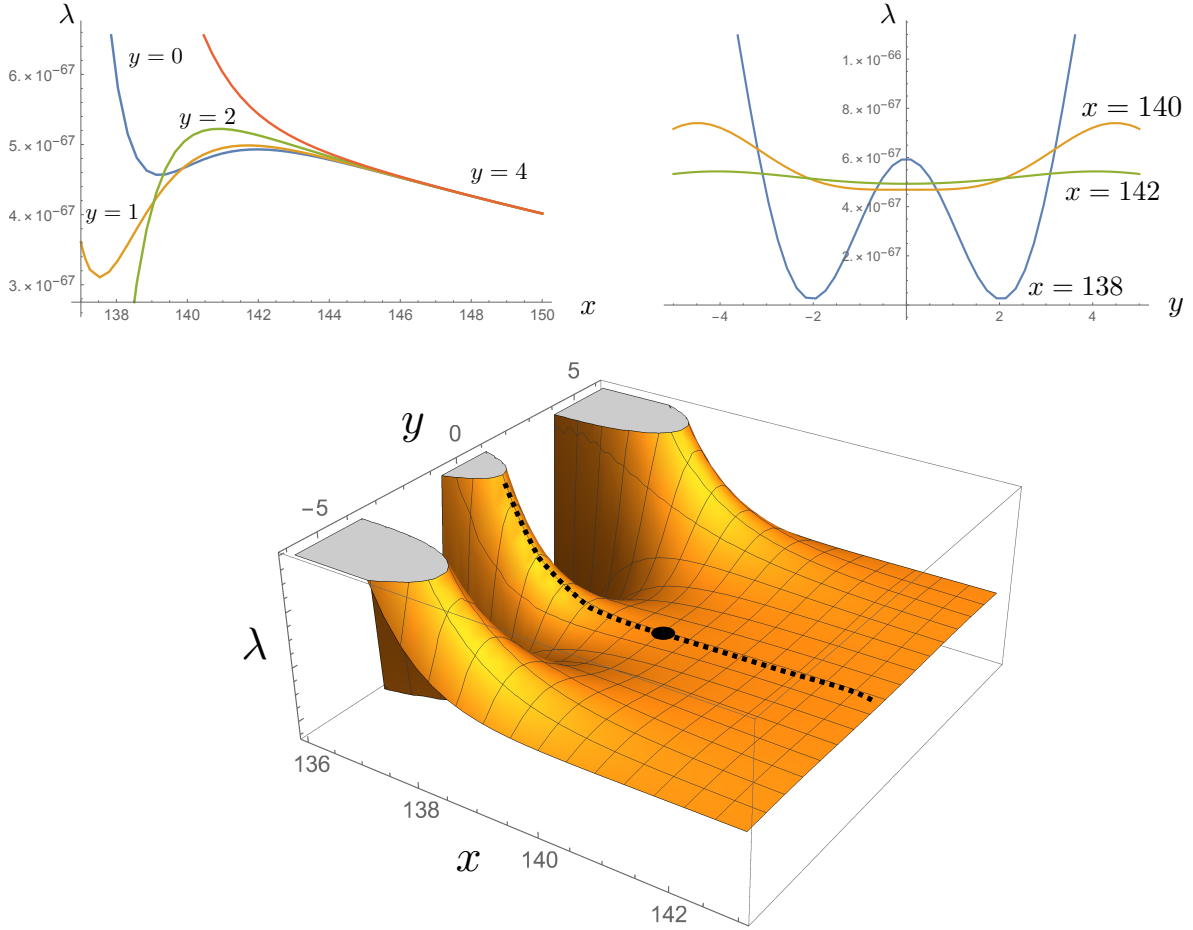 λ
y = 0
6. × 10⁻⁶⁷
y = 2
5. × 10⁻⁶⁷
y = 4
y = 1
4. × 10⁻⁶⁷
3. × 10⁻⁶⁷
138 140 142 144 146 148 150
x
λ
1. × 10⁻⁶⁶
x = 140
8. × 10⁻⁶⁷
6. × 10⁻⁶⁷
x = 142
4. × 10⁻⁶⁷
2. × 10⁻⁶⁷
x = 138
−4 −2 0 2 4
y
5
y
0
−5
λ
136
138
x
140
142